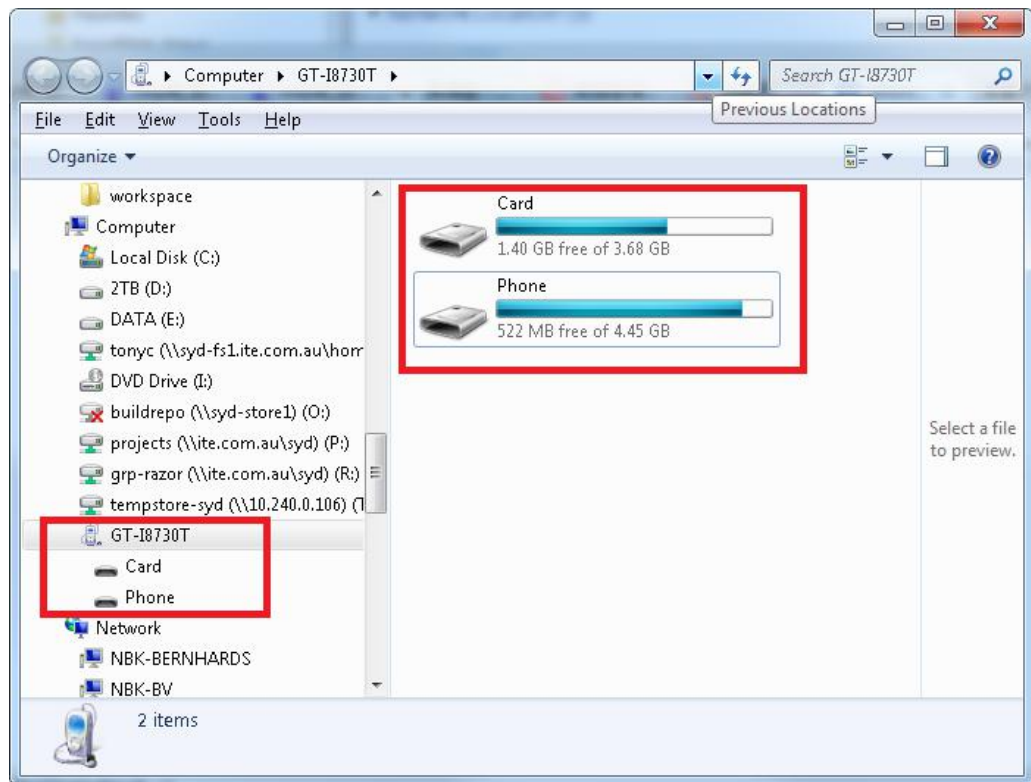 Computer ▸ GT-I8730T ▸
Search GT-I8730T
Previous Locations
File Edit View Tools Help
Organize
workspace
Computer
Local Disk (C:)
2TB (D:)
DATA (E:)
tonyc (\\syd-fs1.ite.com.au\hom
DVD Drive (I:)
buildrepo (\\syd-store1) (O:)
projects (\\ite.com.au\syd) (P:)
grp-razor (\\ite.com.au\syd) (R:)
tempstore-syd (\\10.240.0.106) (T
GT-I8730T
Card
Phone
Network
NBK-BERNHARDS
NBK-BV
Card
1.40 GB free of 3.68 GB
Phone
522 MB free of 4.45 GB
Select a file
to preview.
2 items